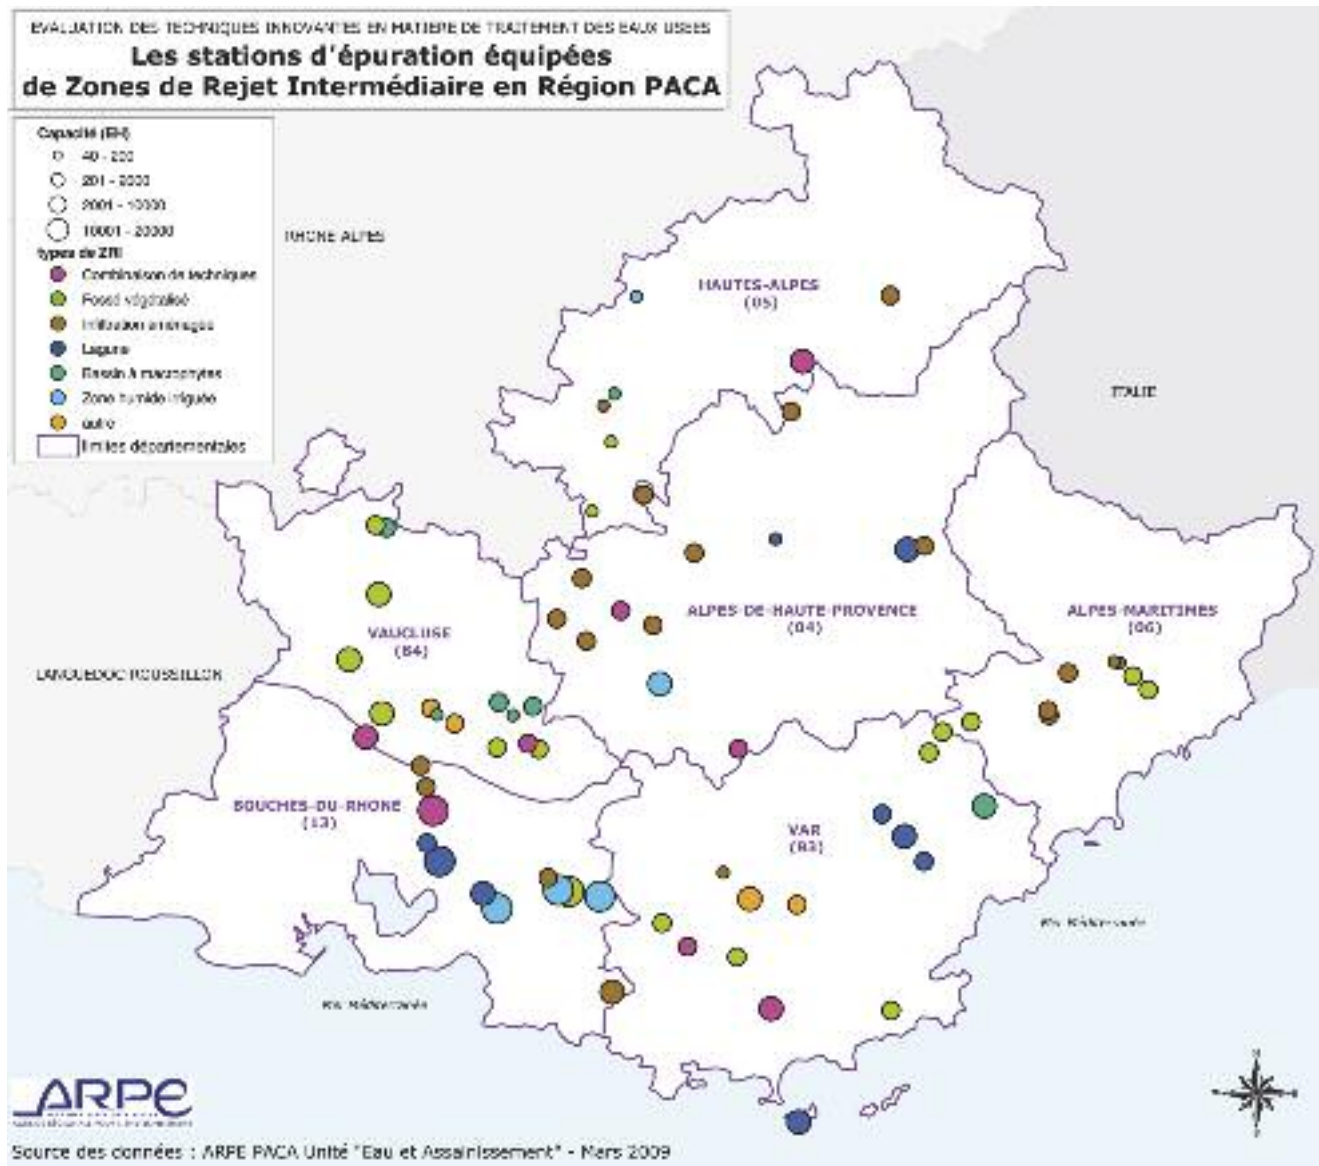 EVALUATION DES TECHNIQUES INNOVANTES EN MATIERE DE TRAITEMENT DES EAUX USEES
Les stations d'épuration équipées
de Zones de Rejet Intermédiaire en Région PACA
Capacité (EH)
40 - 200
201 - 2000
2001 - 10000
10001 - 20000
types de ZRI
Combinaison de techniques
Fossé végétalisé
Infiltration aménagée
Lagune
Bassin à macrophytes
Zone humide irriguée
autre
limites départementales
RHONE ALPES
HAUTES-ALPES
(05)
ITALIE
ALPES-DE-HAUTE-PROVENCE
(04)
ALPES-MARITIMES
(06)
VAUCLUSE
(84)
LANGUEDOC ROUSSILLON
BOUCHES-DU-RHONE
(13)
VAR
(83)
Mer Méditerranée
Mer Méditerranée
N
ARPE
Source des données : ARPE PACA Unité "Eau et Assainissement" - Mars 2009